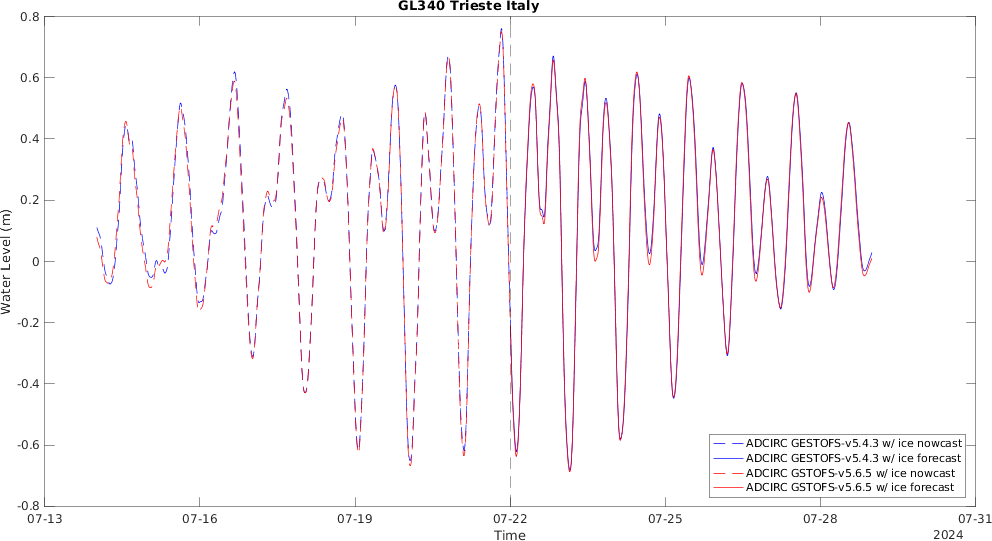 GL340 Trieste Italy
0.8
0.6
0.4
0.2
0
-0.2
-0.4
-0.6
-0.8
Water Level (m)
ADCIRC GESTOFS-v5.4.3 w/ ice nowcast
ADCIRC GESTOFS-v5.4.3 w/ ice forecast
ADCIRC GSTOFS-v5.6.5 w/ ice nowcast
ADCIRC GSTOFS-v5.6.5 w/ ice forecast
07-13 07-16 07-19 07-22 07-25 07-28 07-31
Time
2024